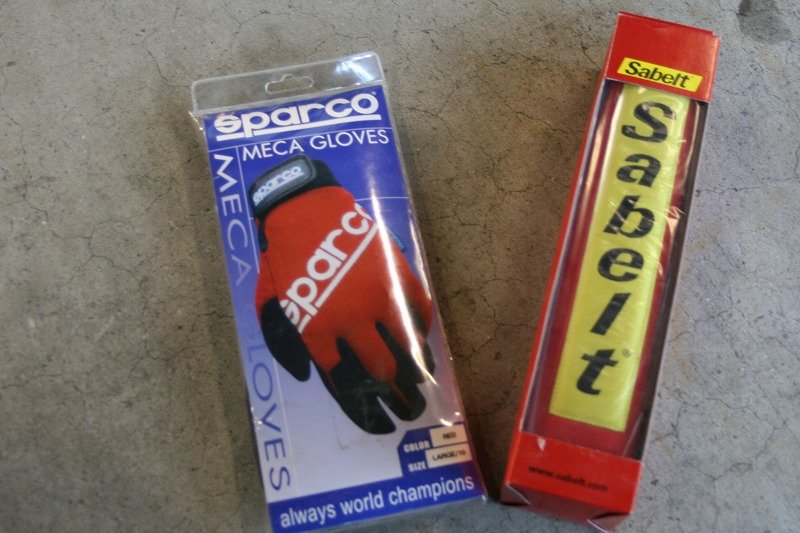 sparco
MECA GLOVES
MECA GLOVES
sparco
sparco
COLOR RED
SIZE LARGE/10
always world champions
Sabelt
Sabelt®
www.sabelt.com